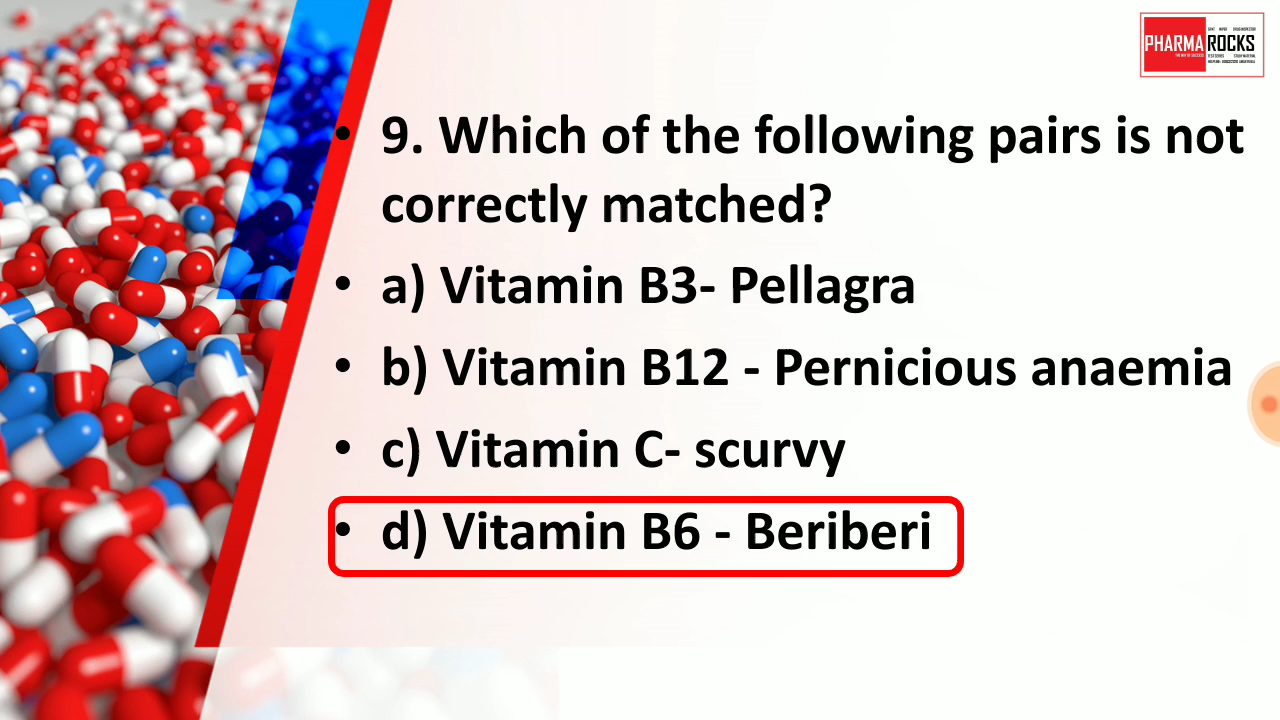 PHARMA ROCKS
• 9. Which of the following pairs is not
correctly matched?
• a) Vitamin B3- Pellagra
• b) Vitamin B12 - Pernicious anaemia
• c) Vitamin C- scurvy
• d) Vitamin B6 - Beriberi